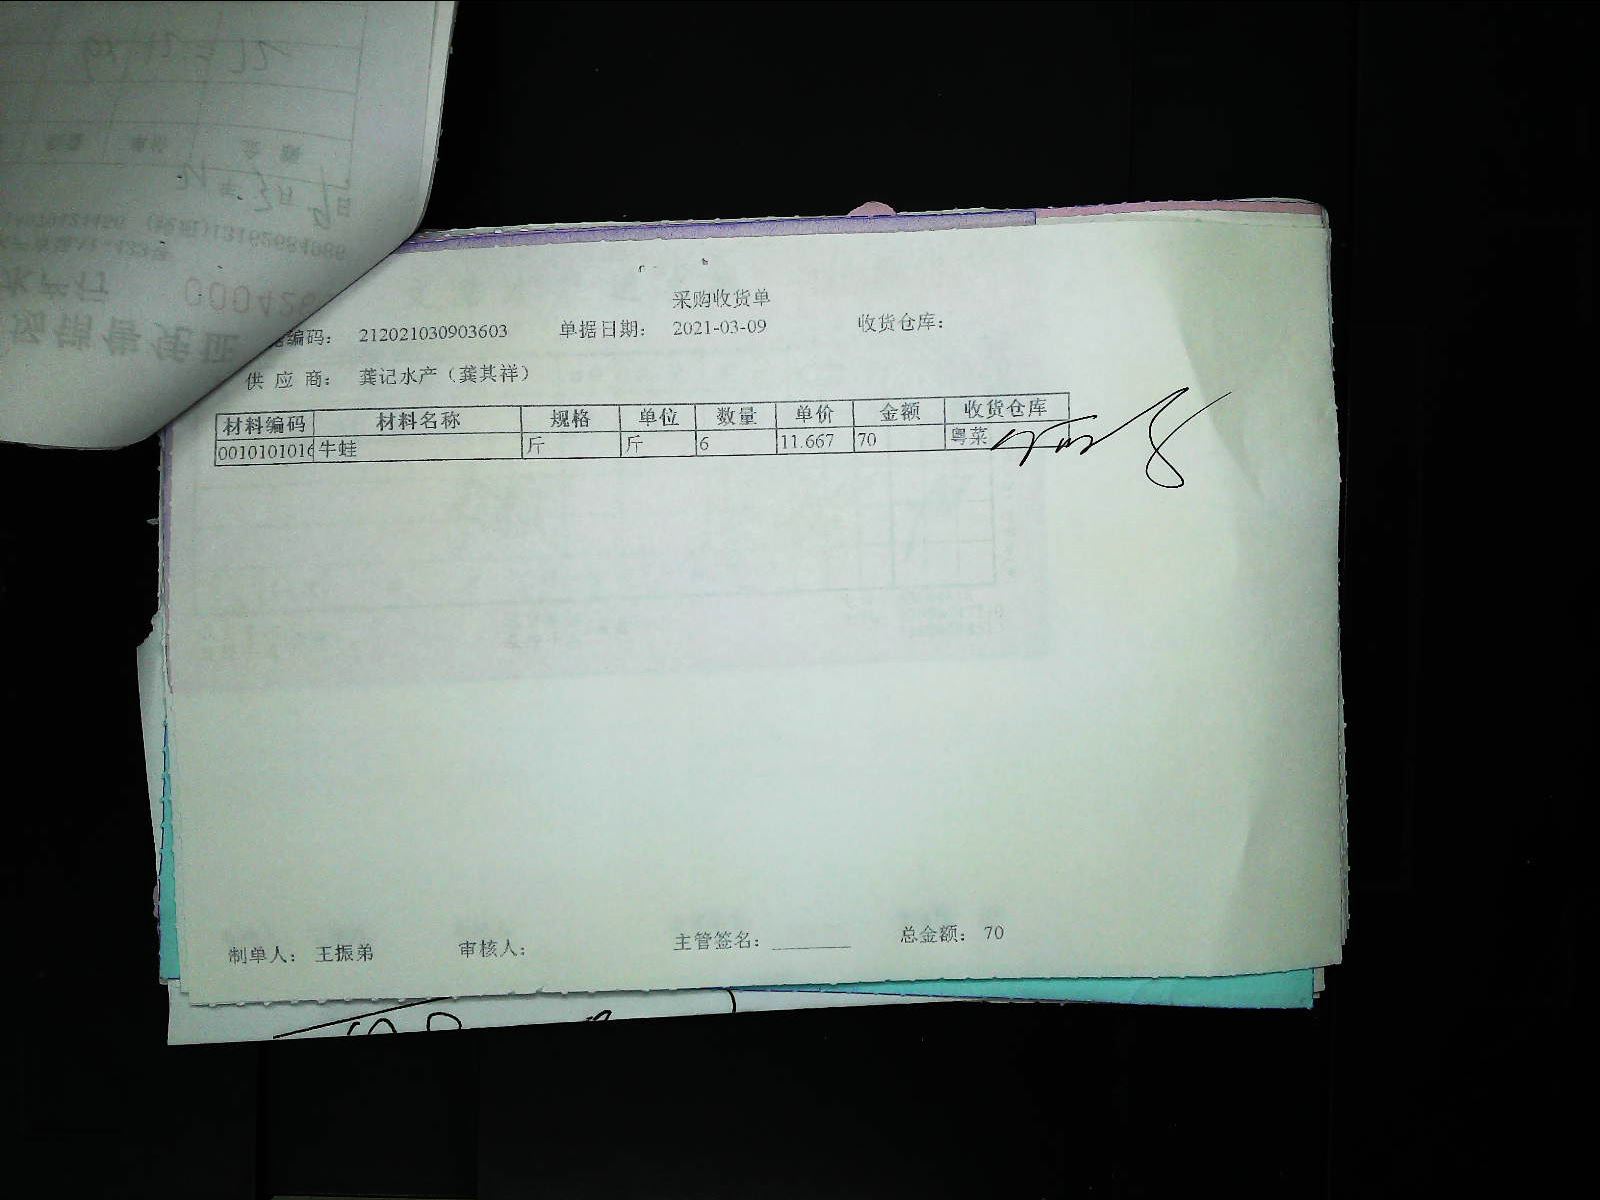 采购收货单
编码： 212021030903603 单据日期： 2021-03-09 收货仓库：
供 应 商： 龚记水产（龚其祥）
材料编码 材料名称 规格 单位 数量 单价 金额 收货仓库
0010101016 牛蛙 斤 斤 6 11.667 70 粤菜
制单人： 王振弟 审核人： 主管签名： 总金额： 70